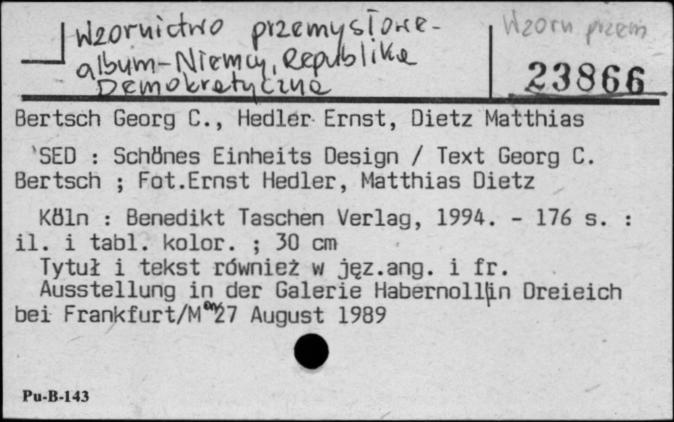 Wzornictwo przemysłowe-
album-Niemcy, Republika
Demokratyczna
Wzorn przem
23866
Bertsch Georg C., Hedler Ernst, Dietz Matthias
SED : Schönes Einheits Design / Text Georg C.
Bertsch ; Fot.Ernst Hedler, Matthias Dietz
Köln : Benedikt Taschen Verlag, 1994. - 176 s. :
il. i tabl. kolor. ; 30 cm
Tytuł i tekst również w jęz.ang. i fr.
Ausstellung in der Galerie Habernoll in Dreieich
bei Frankfurt/M 27 August 1989
Pu-B-143